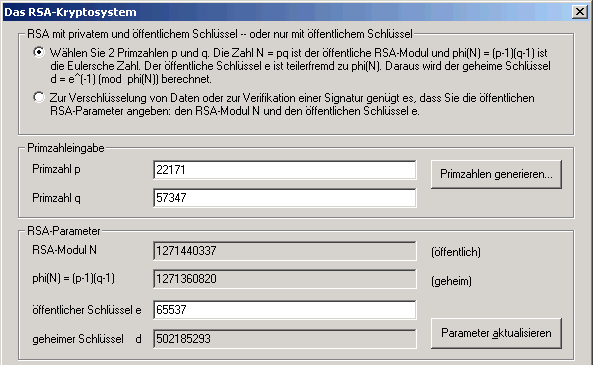 Das RSA-Kryptosystem
RSA mit privatem und öffentlichem Schlüssel -- oder nur mit öffentlichem Schlüssel
Wählen Sie 2 Primzahlen p und q. Die Zahl N = pq ist der öffentliche RSA-Modul und phi(N) = (p-1)(q-1) ist
die Eulersche Zahl. Der öffentliche Schlüssel e ist teilerfremd zu phi(N). Daraus wird der geheime Schlüssel
d = e^(-1) (mod phi(N)) berechnet.
Zur Verschlüsselung von Daten oder zur Verifikation einer Signatur genügt es, dass Sie die öffentlichen
RSA-Parameter angeben: den RSA-Modul N und den öffentlichen Schlüssel e.
Primzahleingabe
Primzahl p 22171 Primzahlen generieren...
Primzahl q 57347
RSA-Parameter
RSA-Modul N 1271440337 (öffentlich)
phi(N) = (p-1)(q-1) 1271360820 (geheim)
öffentlicher Schlüssel e 65537
geheimer Schlüssel d 502185293 Parameter aktualisieren